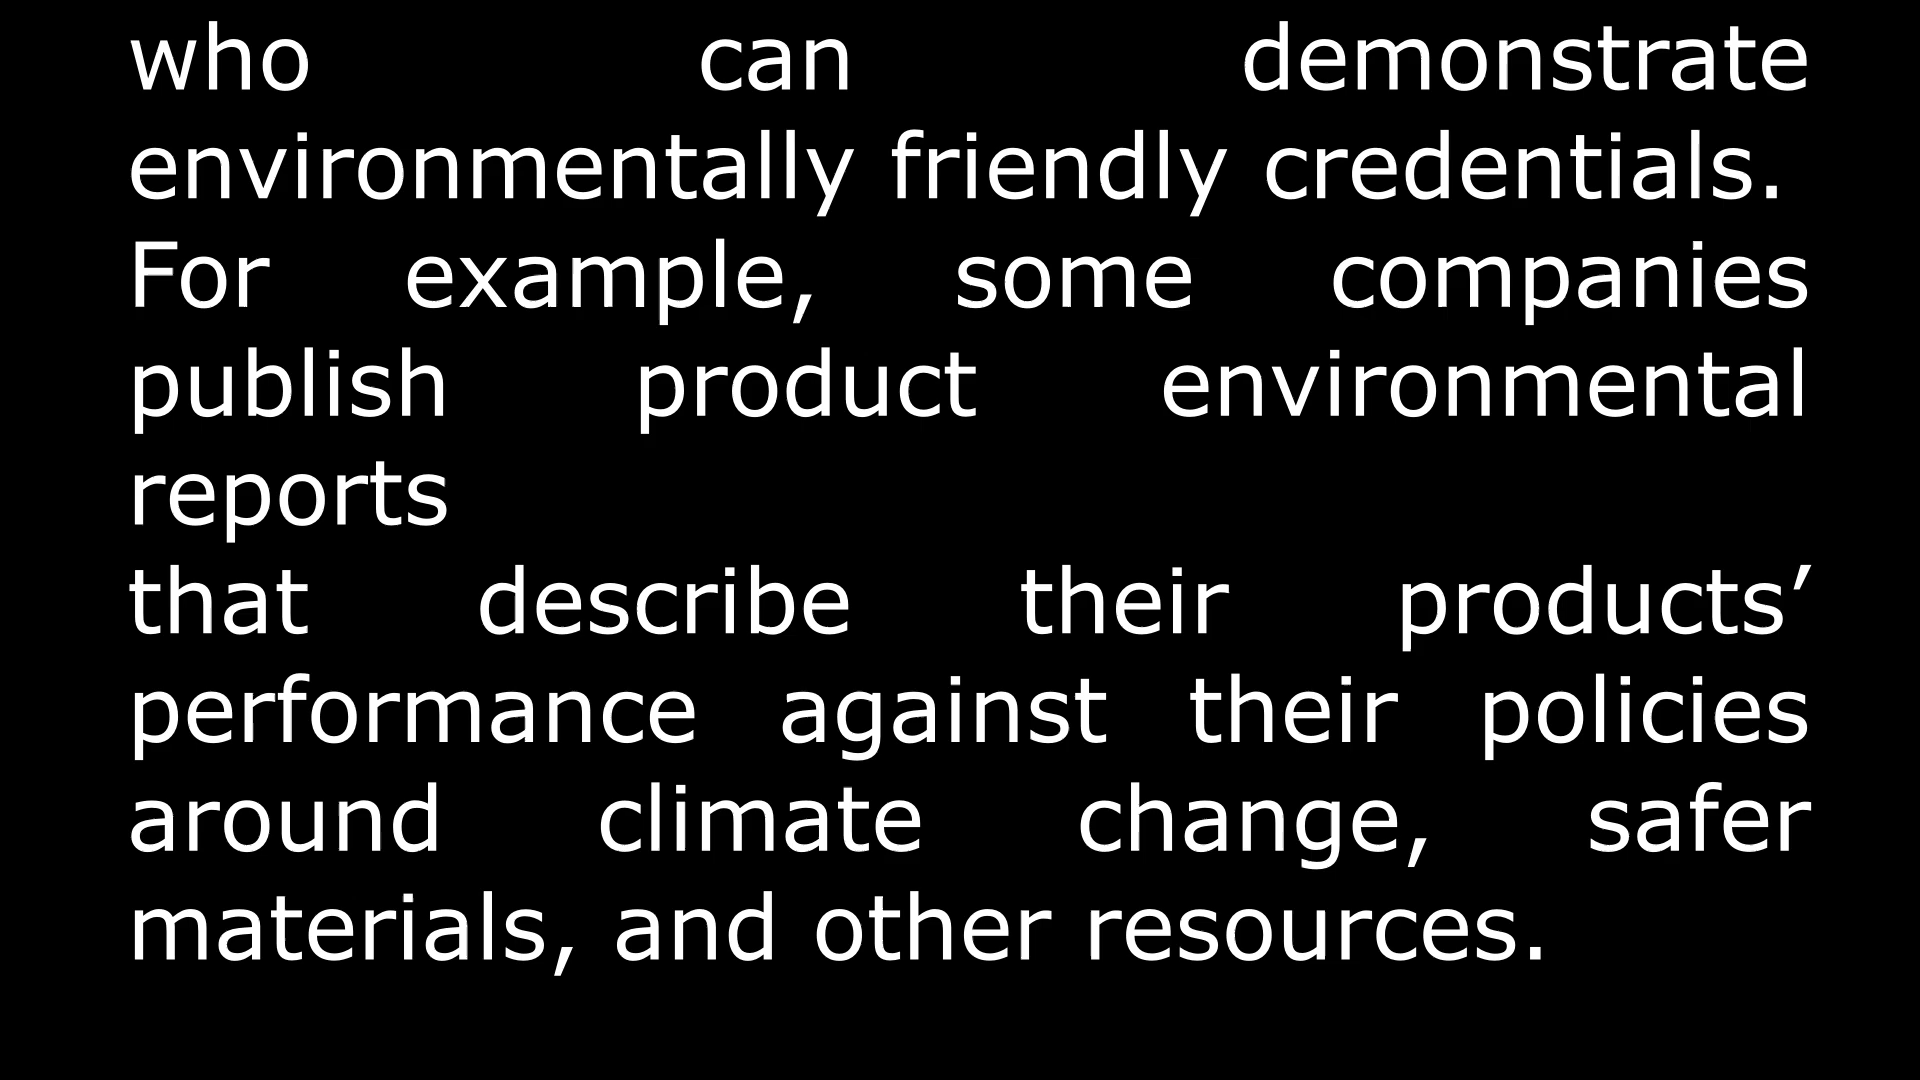 who can demonstrate
environmentally friendly credentials.
For example, some companies
publish product environmental
reports
that describe their products’
performance against their policies
around climate change, safer
materials, and other resources.